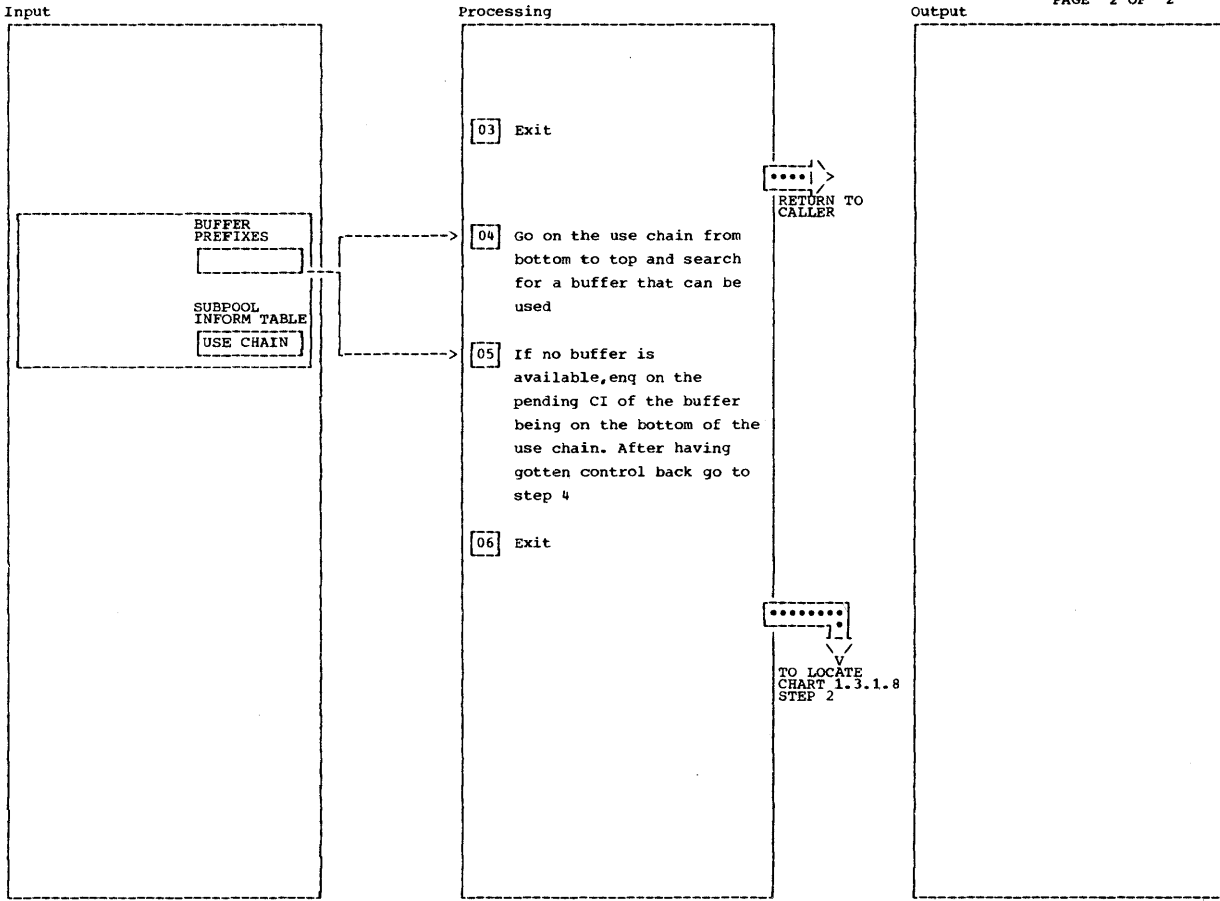 PAGE 2 OF 2
Input
Processing
Output
03 Exit
RETURN TO
CALLER
BUFFER
PREFIXES
SUBPOOL
INFORM TABLE
USE CHAIN
04 Go on the use chain from
bottom to top and search
for a buffer that can be
used
05 If no buffer is
available,enq on the
pending CI of the buffer
being on the bottom of the
use chain. After having
gotten control back go to
step 4
06 Exit
TO LOCATE
CHART 1.3.1.8
STEP 2